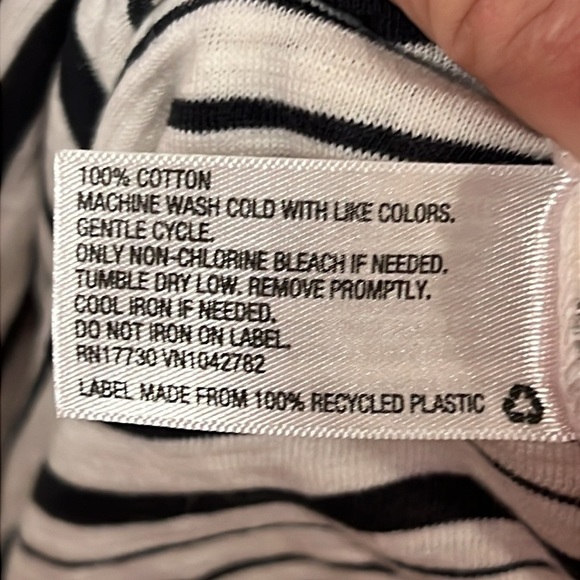 100% COTTON
MACHINE WASH COLD WITH LIKE COLORS.
GENTLE CYCLE.
ONLY NON-CHLORINE BLEACH IF NEEDED.
TUMBLE DRY LOW. REMOVE PROMPTLY.
COOL IRON IF NEEDED.
DO NOT IRON ON LABEL.
RN17730 VN1042782
LABEL MADE FROM 100% RECYCLED PLASTIC